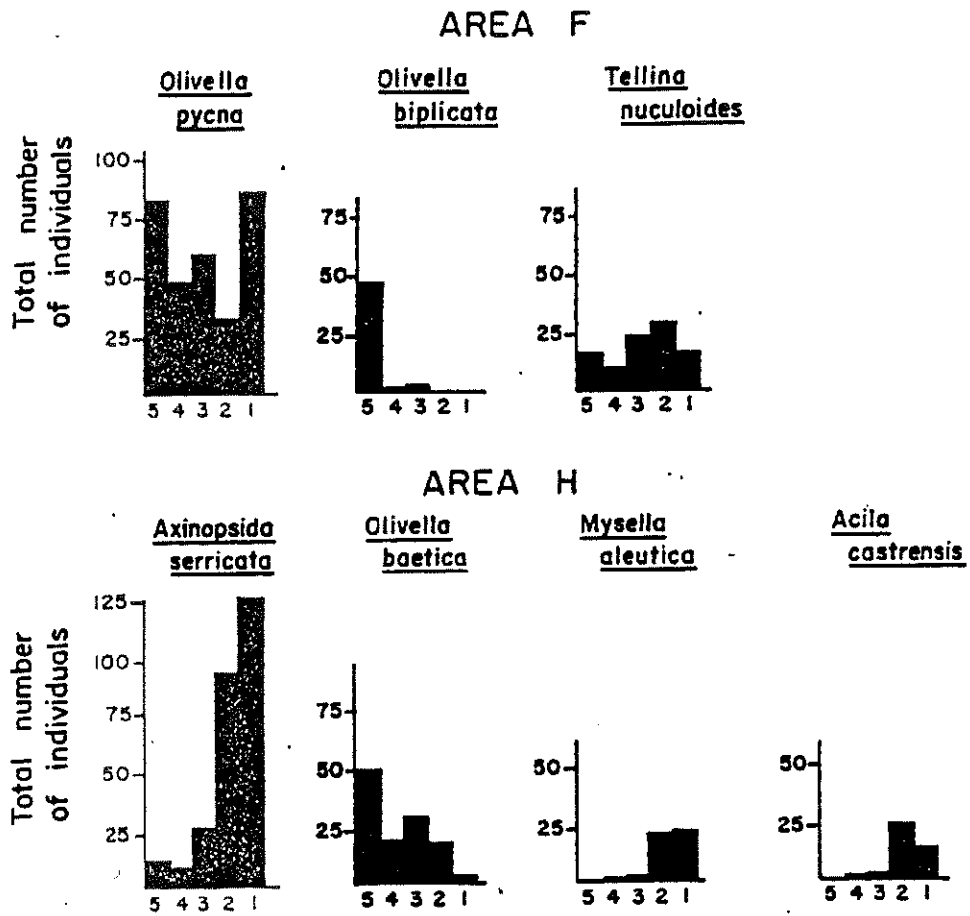 AREA F
Olivella
pycna
Olivella
biplicata
Tellina
nuculoides
Total number
of individuals
100
75
50
25
5 4 3 2 1
75
50
25
5 4 3 2 1
75
50
25
5 4 3 2 1
AREA H
Axinopsida
serricata
Olivella
baetica
Mysella
aleutica
Acila
castrensis
Total number
of individuals
125
100
75
50
25
5 4 3 2 1
75
50
25
5 4 3 2 1
50
25
5 4 3 2 1
50
25
5 4 3 2 1